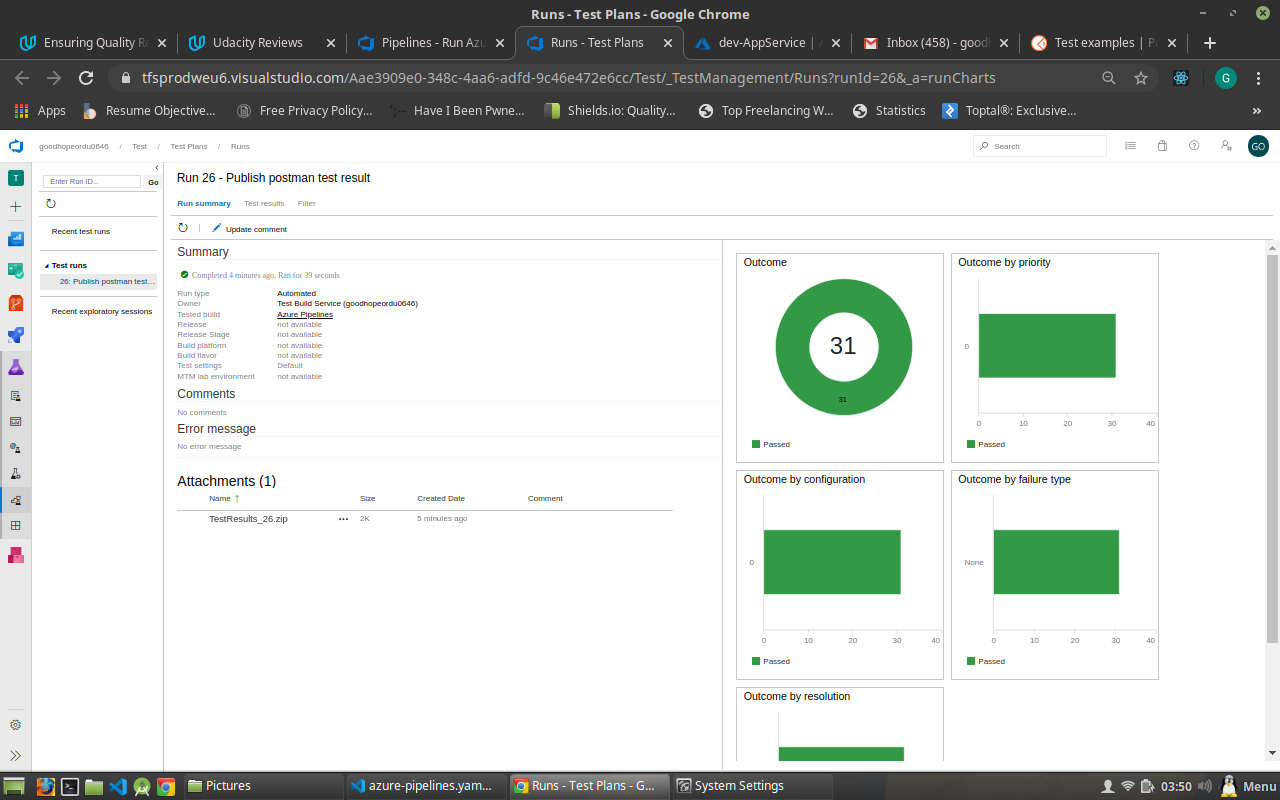 Runs - Test Plans - Google Chrome
Ensuring Quality Re
Udacity Reviews
Pipelines - Run Azu
Runs - Test Plans
dev-AppService | A
Inbox (458) - good
Test examples | Po
tfsprodweu6.visualstudio.com/Aae3909e0-348c-4aa6-adfd-9c46e472e6cc/Test/_TestManagement/Runs?runId=26&_a=runCharts
G
Apps
Resume Objective...
Free Privacy Policy...
Have I Been Pwne...
Shields.io: Quality...
Top Freelancing W...
Statistics
Toptal®: Exclusive...
»
goodhopeordu0646 / Test / Test Plans / Runs
Search
GO
T
Enter Run ID...
Go
Recent test runs
Test runs
26: Publish postman test...
Recent exploratory sessions
Run 26 - Publish postman test result
Run summary Test results Filter
Update comment
Summary
Completed 4 minutes ago, Ran for 39 seconds
Run type Automated
Owner Test Build Service (goodhopeordu0646)
Tested build Azure Pipelines
Release not available
Release Stage not available
Build platform not available
Build flavor not available
Test settings Default
MTM lab environment not available
Comments
No comments
Error message
No error message
Attachments (1)
Name ↑ Size Created Date Comment
TestResults_26.zip ... 2K 5 minutes ago
Outcome
31
31
Passed
Outcome by priority
0
0 10 20 30 40
Passed
Outcome by configuration
0
0 10 20 30 40
Passed
Outcome by failure type
None
0 10 20 30 40
Passed
Outcome by resolution
Pictures
azure-pipelines.yam...
Runs - Test Plans - G...
System Settings
03:50
Menu